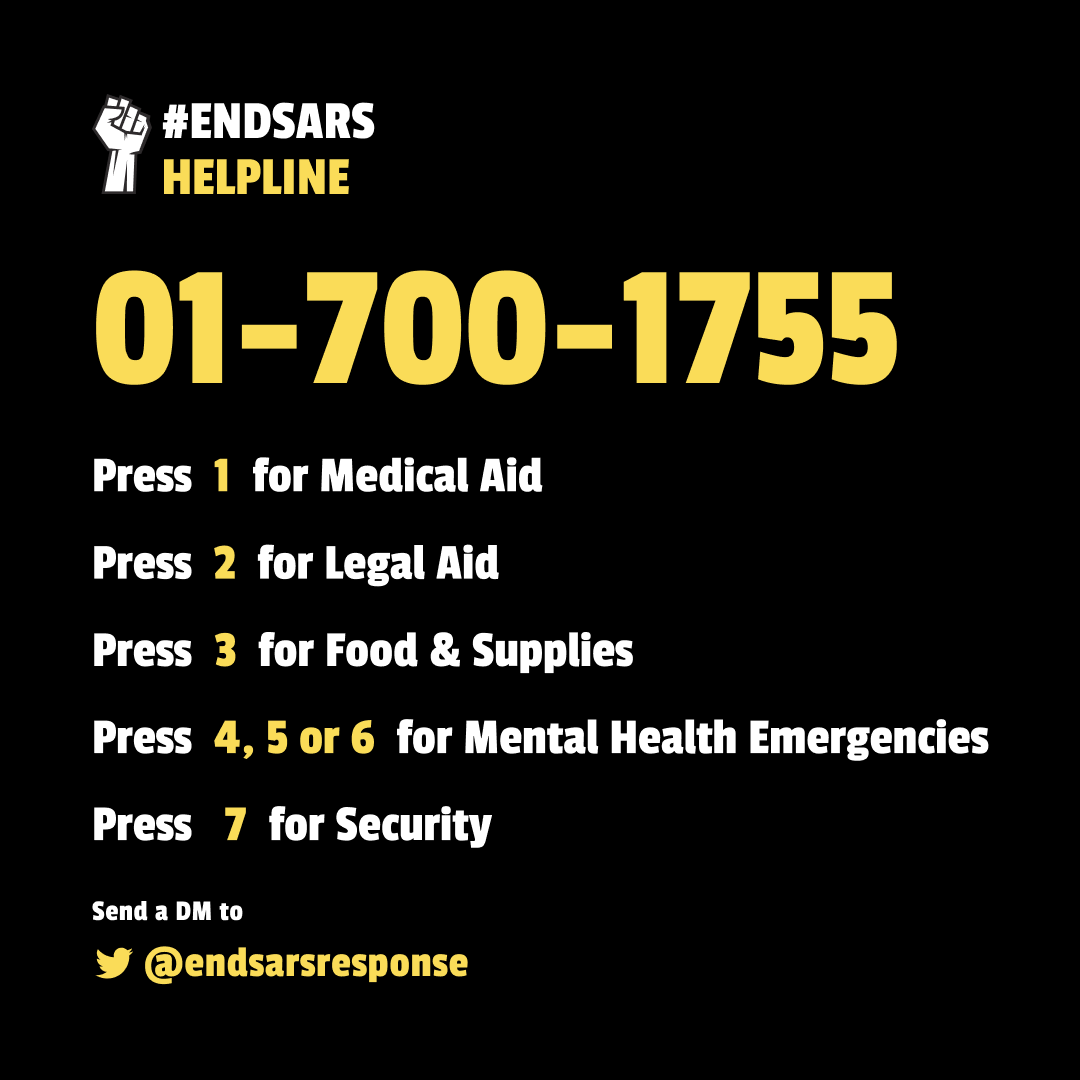 #ENDSARS
HELPLINE
01-700-1755
Press 1 for Medical Aid
Press 2 for Legal Aid
Press 3 for Food & Supplies
Press 4, 5 or 6 for Mental Health Emergencies
Press 7 for Security
Send a DM to
@endsarsresponse